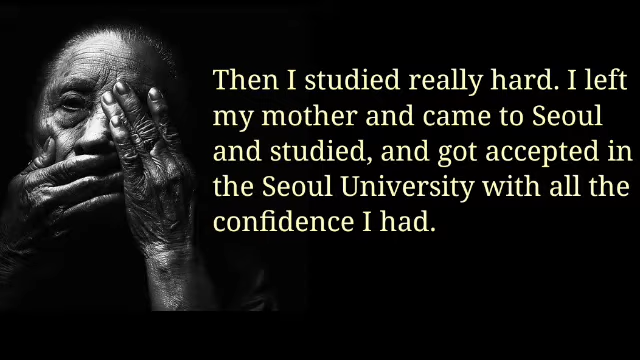 Then I studied really hard. I left
my mother and came to Seoul
and studied, and got accepted in
the Seoul University with all the
confidence I had.